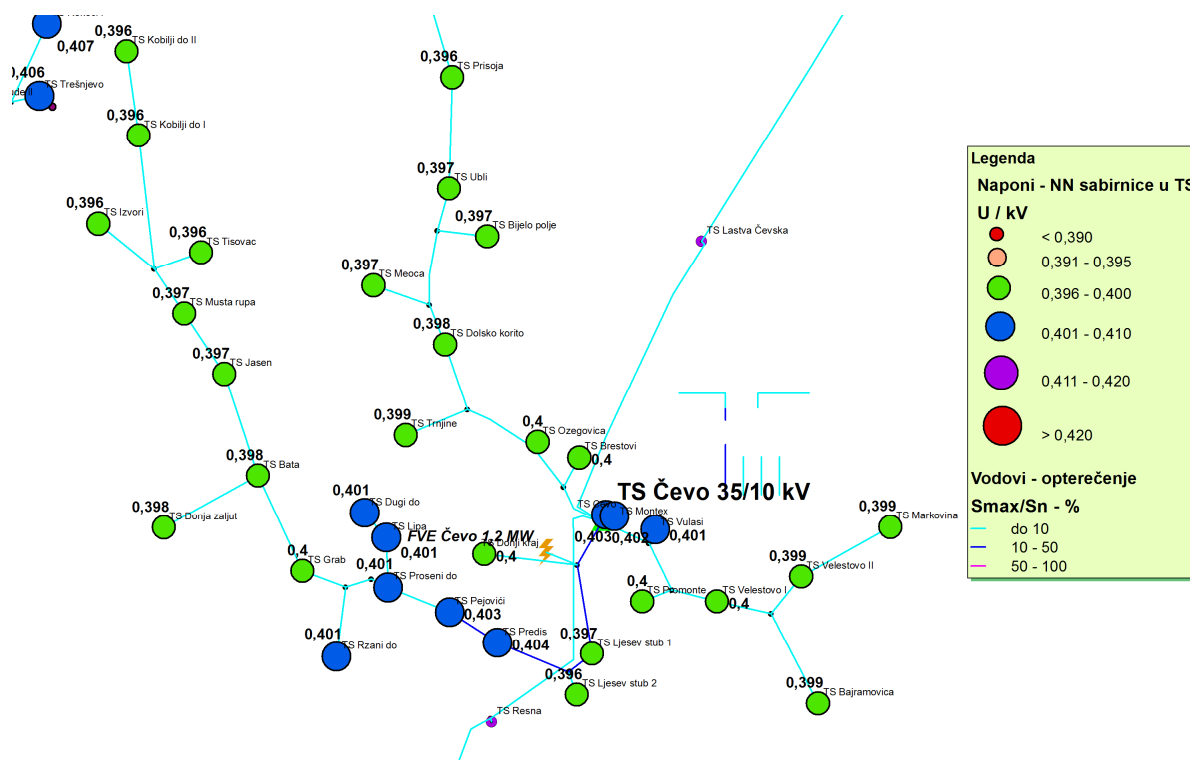 0,407
0,396
TS Kobilji do II
0,406
TS Trešnjevo
0,396
TS Prisoja
0,396
TS Kobilji do I
0,397
TS Ubli
0,396
TS Izvori
0,396
TS Tisovac
0,397
TS Bijelo polje
TS Lastva Čevska
0,397
TS Meoca
0,397
TS Musta rupa
0,398
TS Dolsko korito
0,397
TS Jasen
0,399
TS Trnjine
0,4
TS Ozegovica
TS Brestovi
0,4
0,398
TS Bata
TS Čevo 35/10 kV
0,401
TS Dugi do
TS Čevo
TS Montex
0,398
TS Donja zaljut
TS Lipa
0,401
FVE Čevo 1,2 MW
0,403
0,402
TS Vulasi
0,401
0,399
TS Markovina
TS Donji kraj
0,4
0,4
TS Grab
0,401
TS Proseni do
0,399
TS Velestovo II
0,4
TS Pomonte
TS Velestovo I
0,4
TS Pejovići
0,403
0,401
TS Rzani do
TS Predis
0,404
0,397
TS Ljesev stub 1
0,396
TS Ljesev stub 2
0,399
TS Bajramovica
TS Resna
Legenda
Naponi - NN sabirnice u TS
U / kV
< 0,390
0,391 - 0,395
0,396 - 0,400
0,401 - 0,410
0,411 - 0,420
> 0,420
Vodovi - opterečenje
Smax/Sn - %
do 10
10 - 50
50 - 100